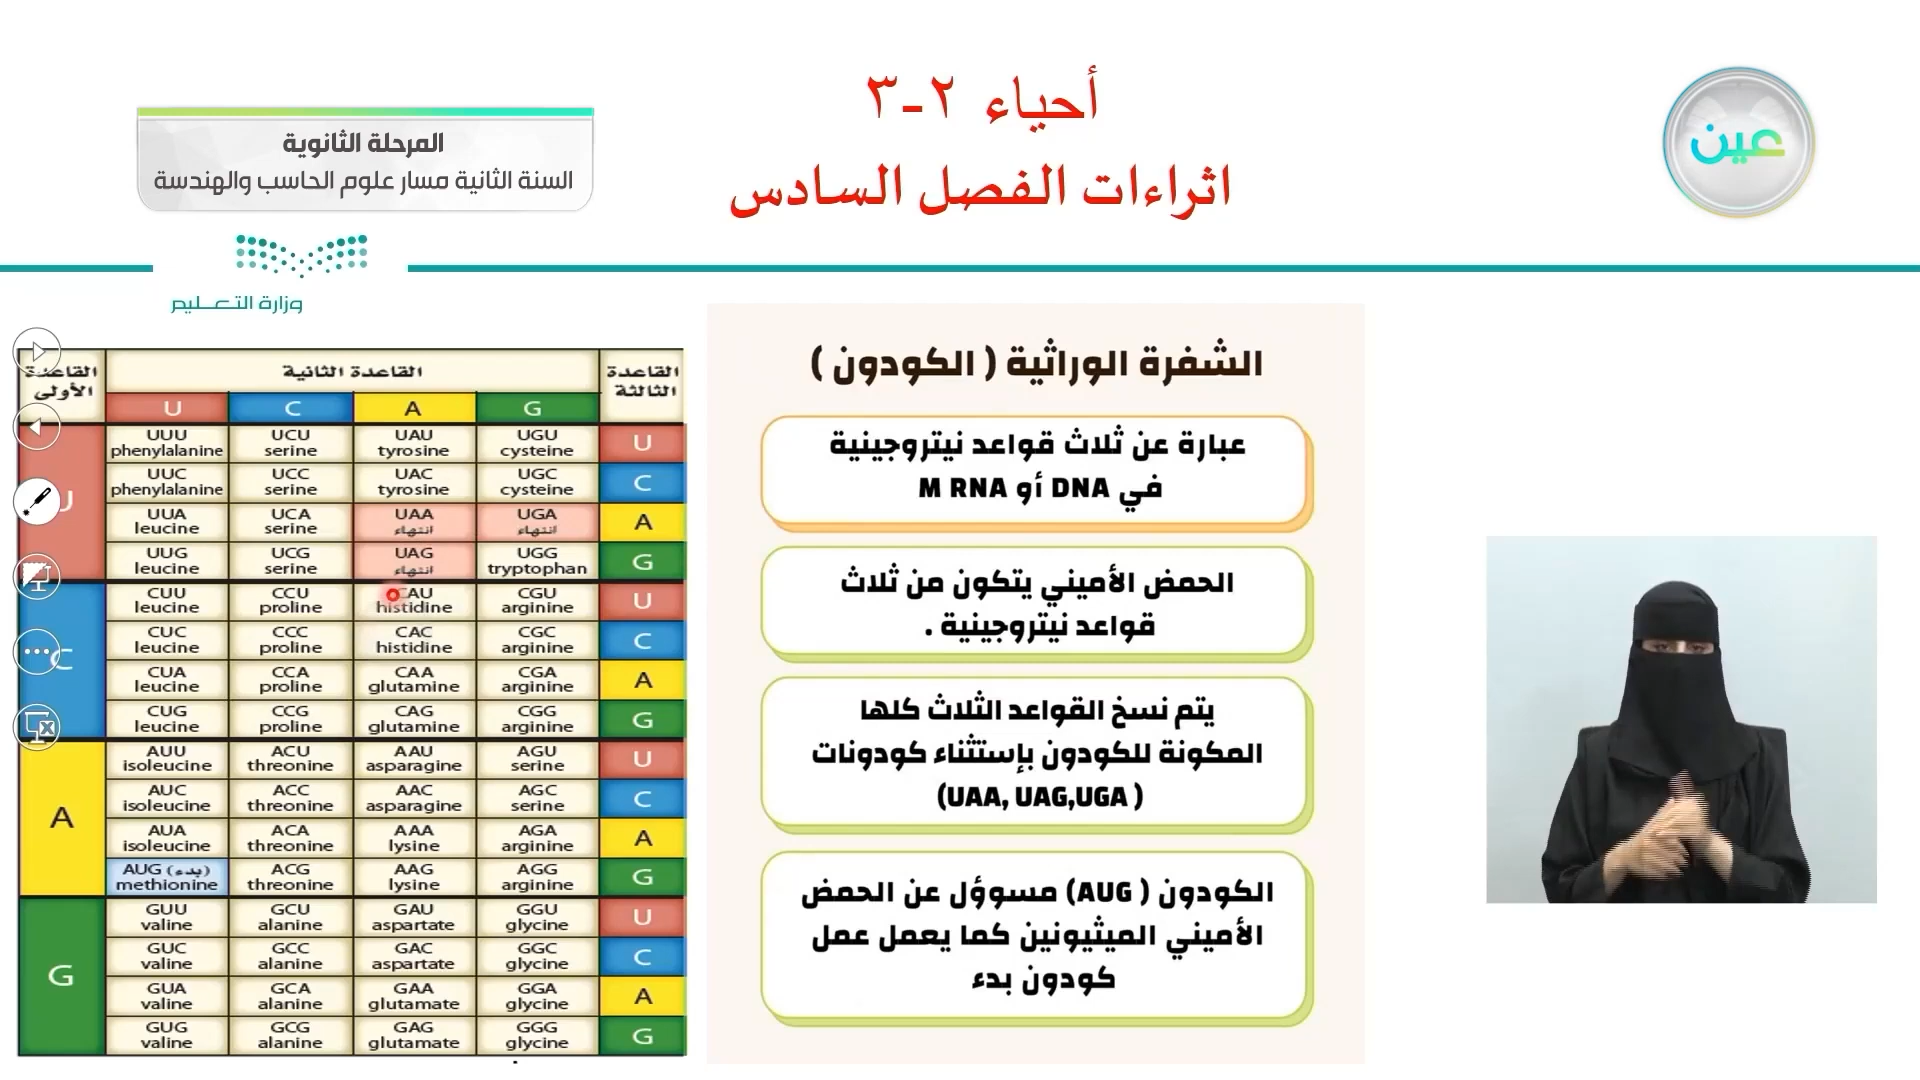 أحياء ٢-٣
اثراءات الفصل السادس
عين
المرحلة الثانوية
السنة الثانية مسار علوم الحاسب والهندسة
وزارة التعليم
القاعدة الأولى
القاعدة الثانية
القاعدة الثالثة
U C A G
U
UUU phenylalanine UCU serine UAU tyrosine UGU cysteine U
UUC phenylalanine UCC serine UAC tyrosine UGC cysteine C
UUA leucine UCA serine UAA انتهاء UGA انتهاء A
UUG leucine UCG serine UAG انتهاء UGG tryptophan G
C
CUU leucine CCU proline CAU histidine CGU arginine U
CUC leucine CCC proline CAC histidine CGC arginine C
CUA leucine CCA proline CAA glutamine CGA arginine A
CUG leucine CCG proline CAG glutamine CGG arginine G
A
AUU isoleucine ACU threonine AAU asparagine AGU serine U
AUC isoleucine ACC threonine AAC asparagine AGC serine C
AUA isoleucine ACA threonine AAA lysine AGA arginine A
AUG (بدء) methionine ACG threonine AAG lysine AGG arginine G
G
GUU valine GCU alanine GAU aspartate GGU glycine U
GUC valine GCC alanine GAC aspartate GGC glycine C
GUA valine GCA alanine GAA glutamate GGA glycine A
GUG valine GCG alanine GAG glutamate GGG glycine G
الشفرة الوراثية ( الكودون )
عبارة عن ثلاث قواعد نيتروجينية
في DNA أو M RNA
الحمض الأميني يتكون من ثلاث
قواعد نيتروجينية .
يتم نسخ القواعد الثلاث كلها
المكونة للكودون بإستثناء كودونات
(UAA, UAG,UGA )
الكودون ( AUG) مسوؤل عن الحمض
الأميني الميثيونين كما يعمل عمل
كودون بدء